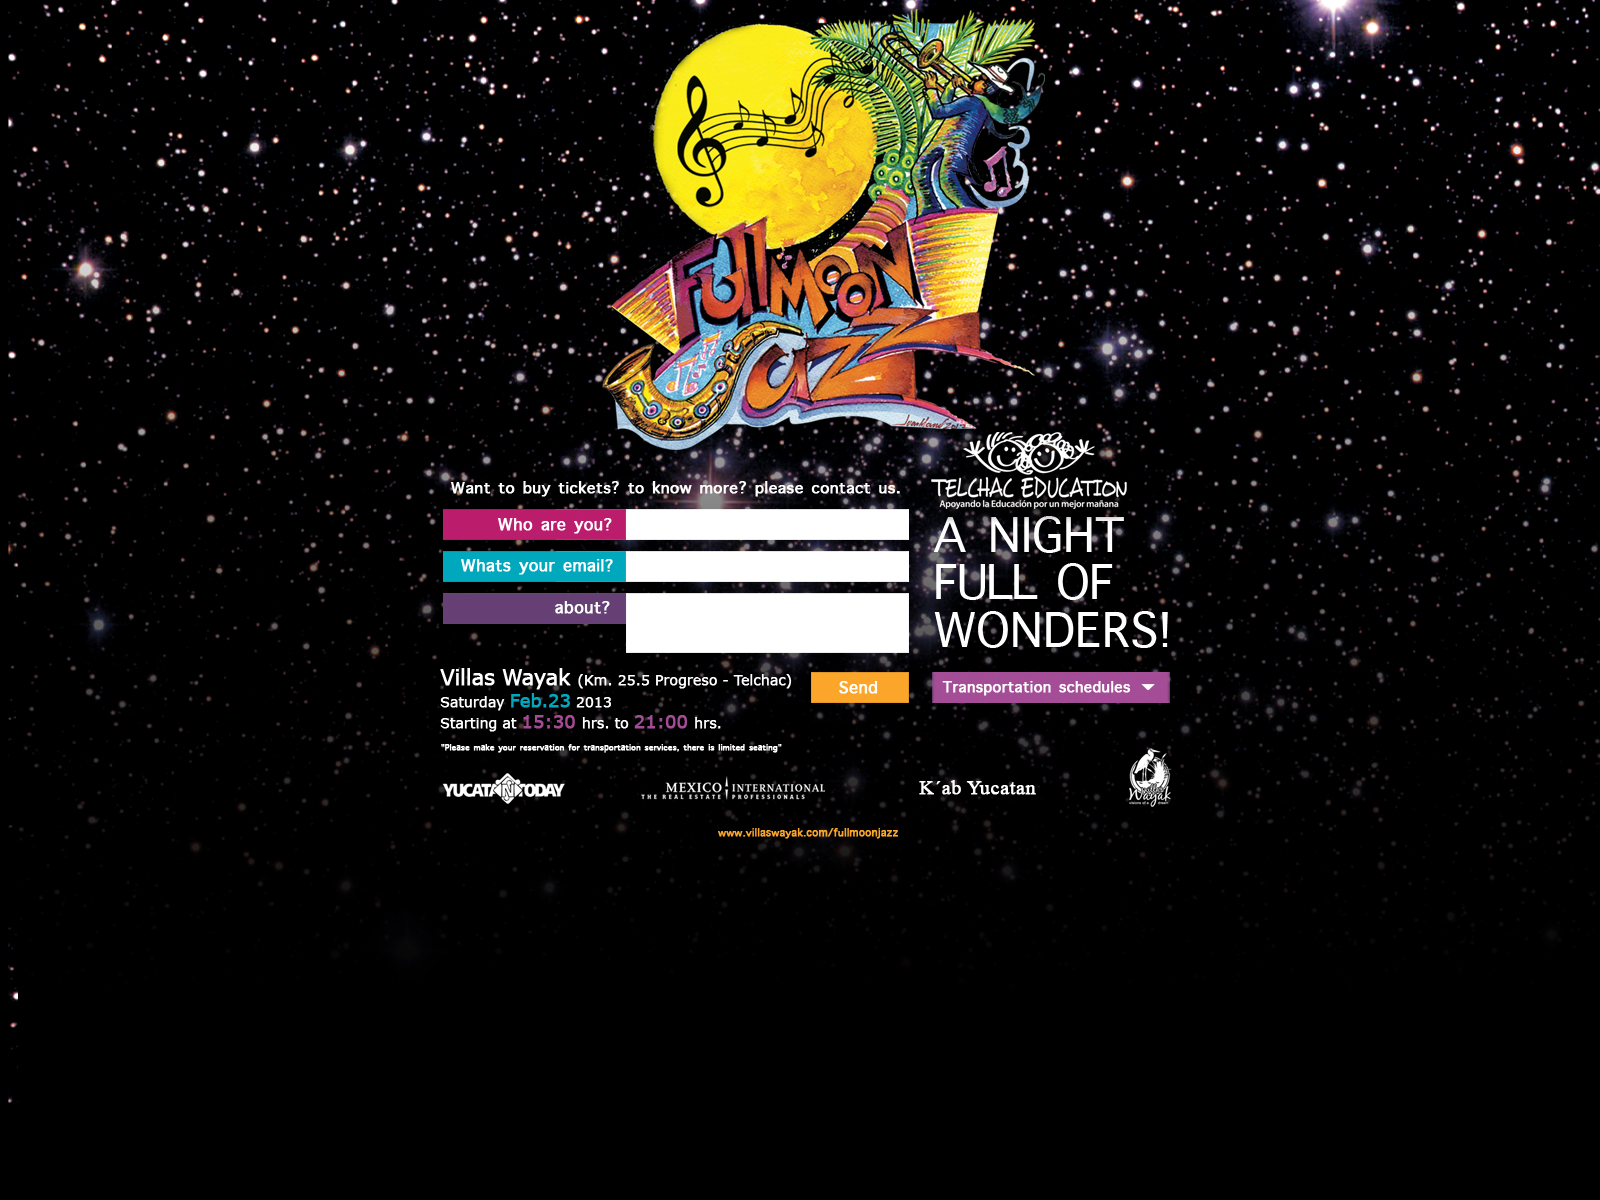 Full Moon
Jazz
TELCHAC EDUCATION
Apoyando la Educación por un mejor mañana
Want to buy tickets? to know more? please contact us.
Who are you?
Whats your email?
about?
A NIGHT
FULL OF
WONDERS!
Villas Wayak (Km. 25.5 Progreso - Telchac)
Saturday Feb.23 2013
Starting at 15:30 hrs. to 21:00 hrs.
Send
Transportation schedules
"Please make your reservation for transportation services, there is limited seating"
YUCATANTODAY
MEXICO INTERNATIONAL
THE REAL ESTATE PROFESSIONALS
K´ab Yucatan
Wayak
www.villaswayak.com/fullmoonjazz